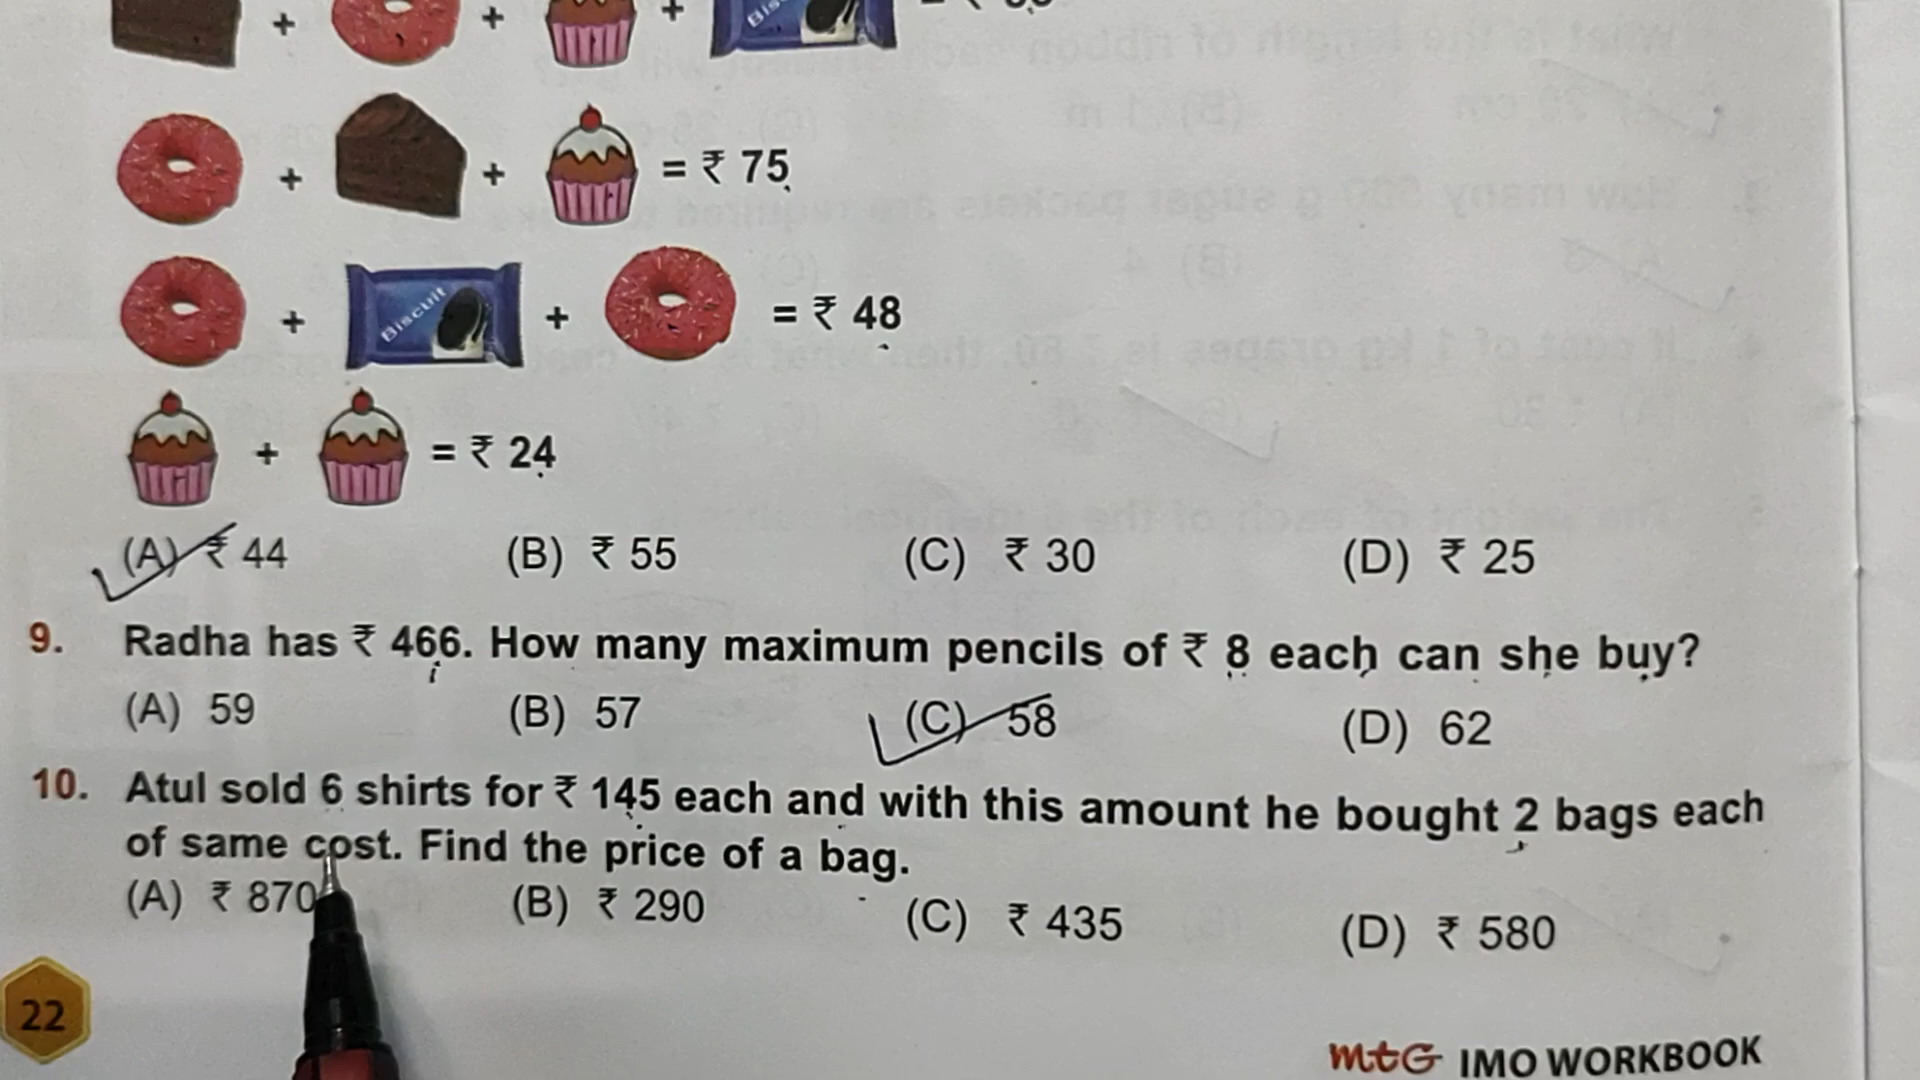 + + + Bis
+ + = ₹ 75
+ Biscuit + = ₹ 48
+ = ₹ 24
(A) ₹ 44 (B) ₹ 55 (C) ₹ 30 (D) ₹ 25
9. Radha has ₹ 466. How many maximum pencils of ₹ 8 each can she buy?
(A) 59 (B) 57 (C) 58 (D) 62
10. Atul sold 6 shirts for ₹ 145 each and with this amount he bought 2 bags each
of same cost. Find the price of a bag.
(A) ₹ 870 (B) ₹ 290 (C) ₹ 435 (D) ₹ 580
22
mtG IMO WORKBOOK